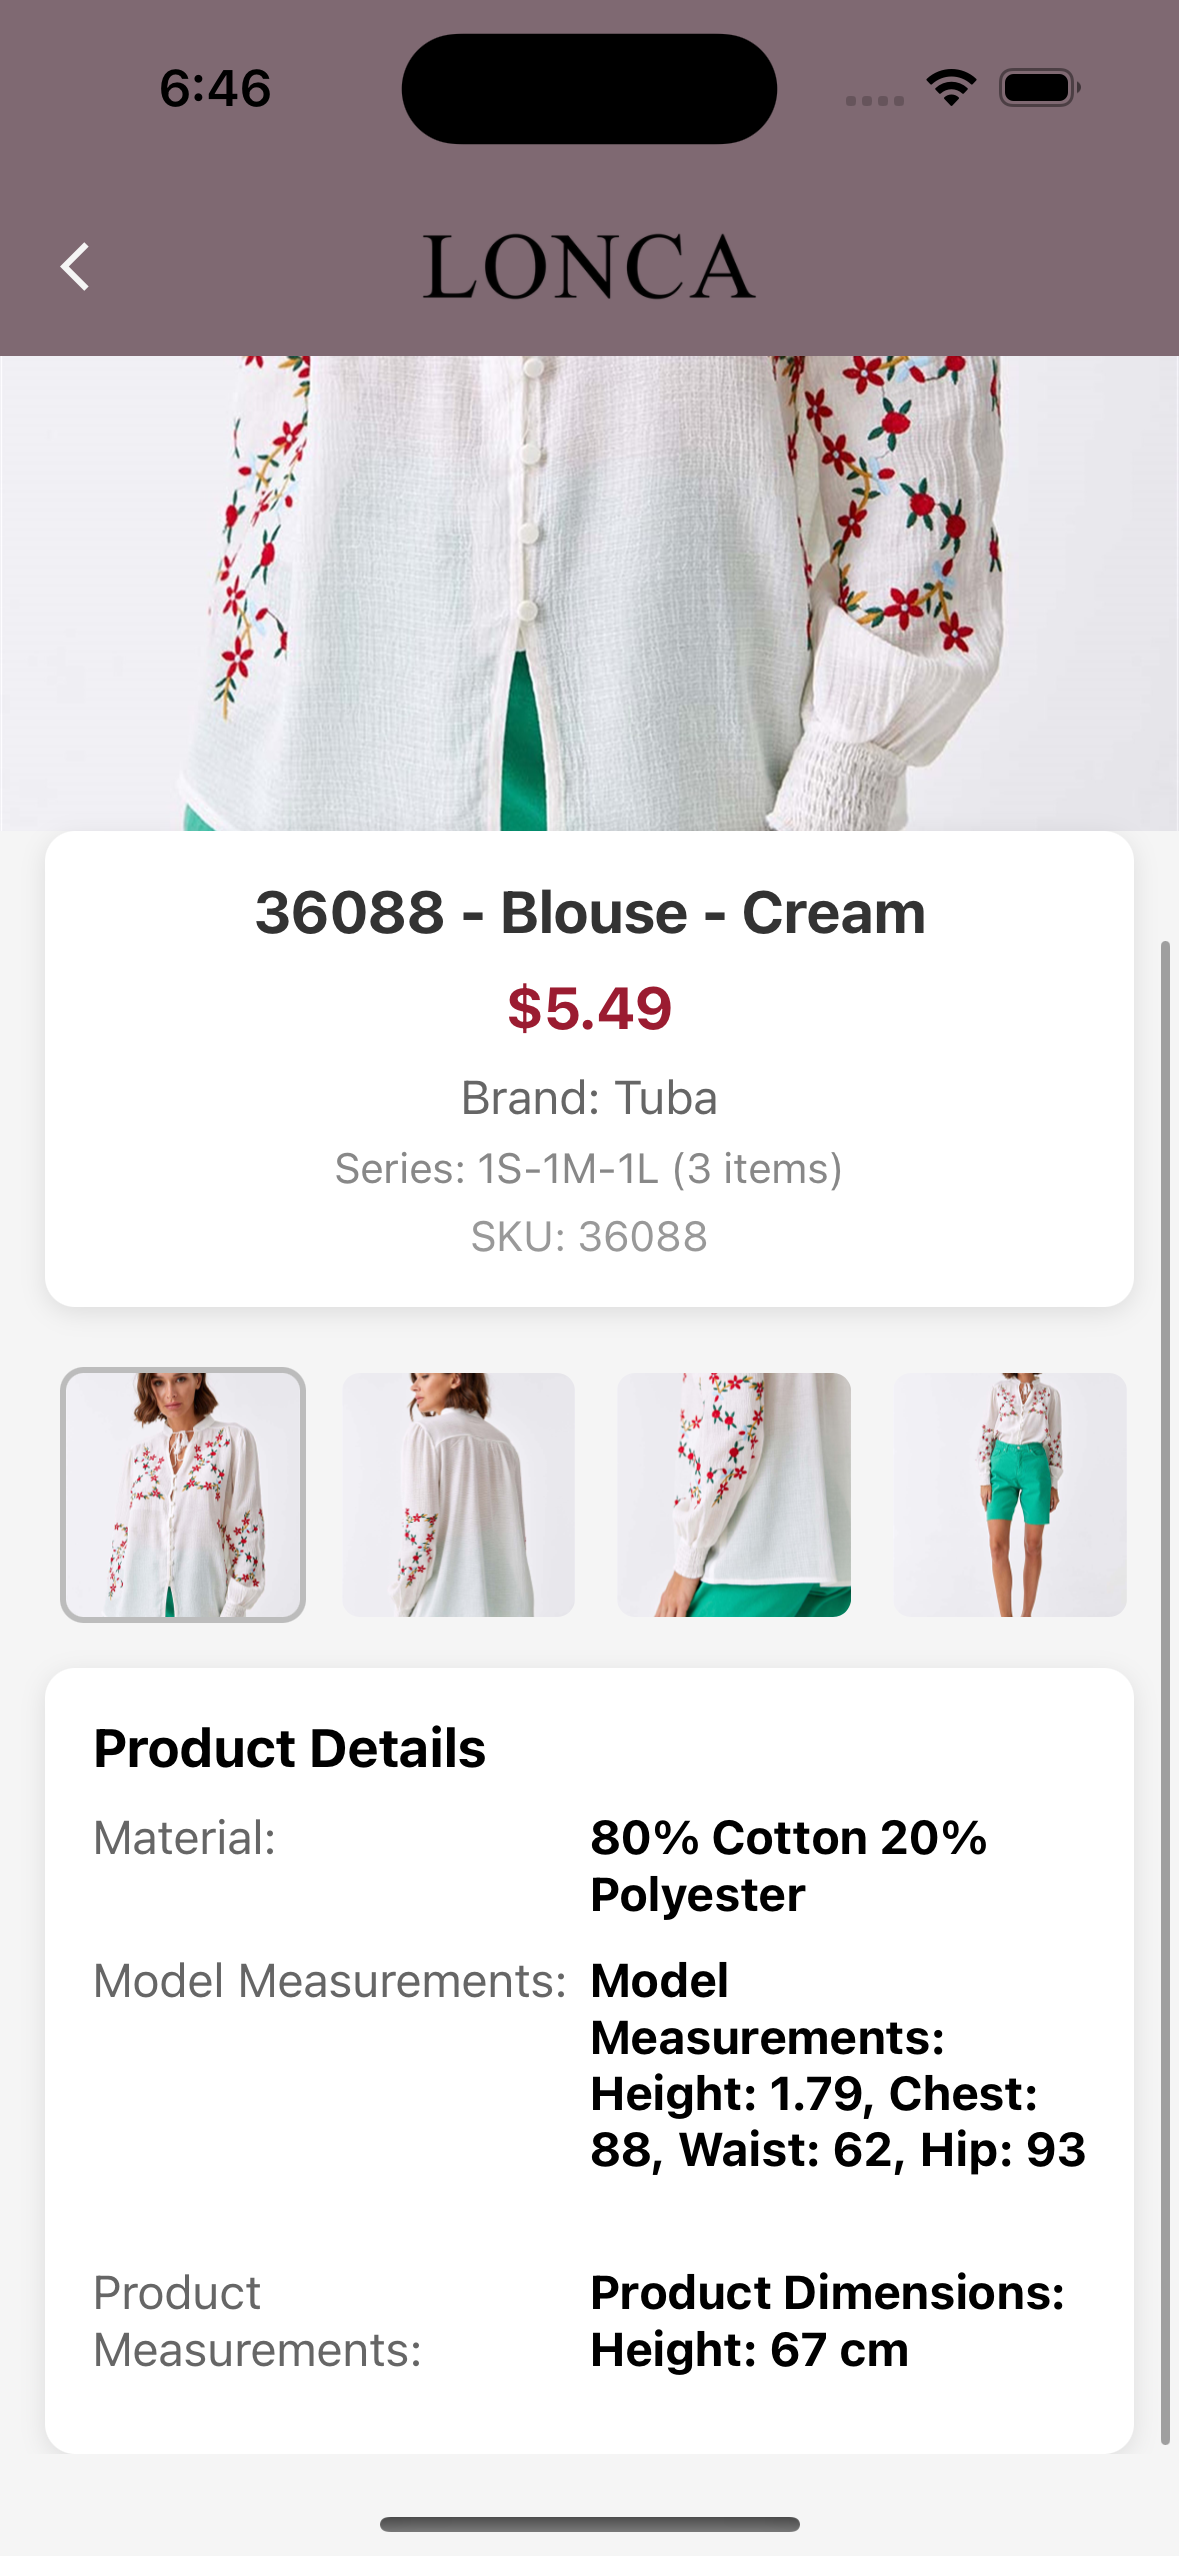 6:46
LONCA
36088 - Blouse - Cream
$5.49
Brand: Tuba
Series: 1S-1M-1L (3 items)
SKU: 36088
Product Details
Material:
80% Cotton 20%
Polyester
Model Measurements:
Model
Measurements:
Height: 1.79, Chest:
88, Waist: 62, Hip: 93
Product
Measurements:
Product Dimensions:
Height: 67 cm